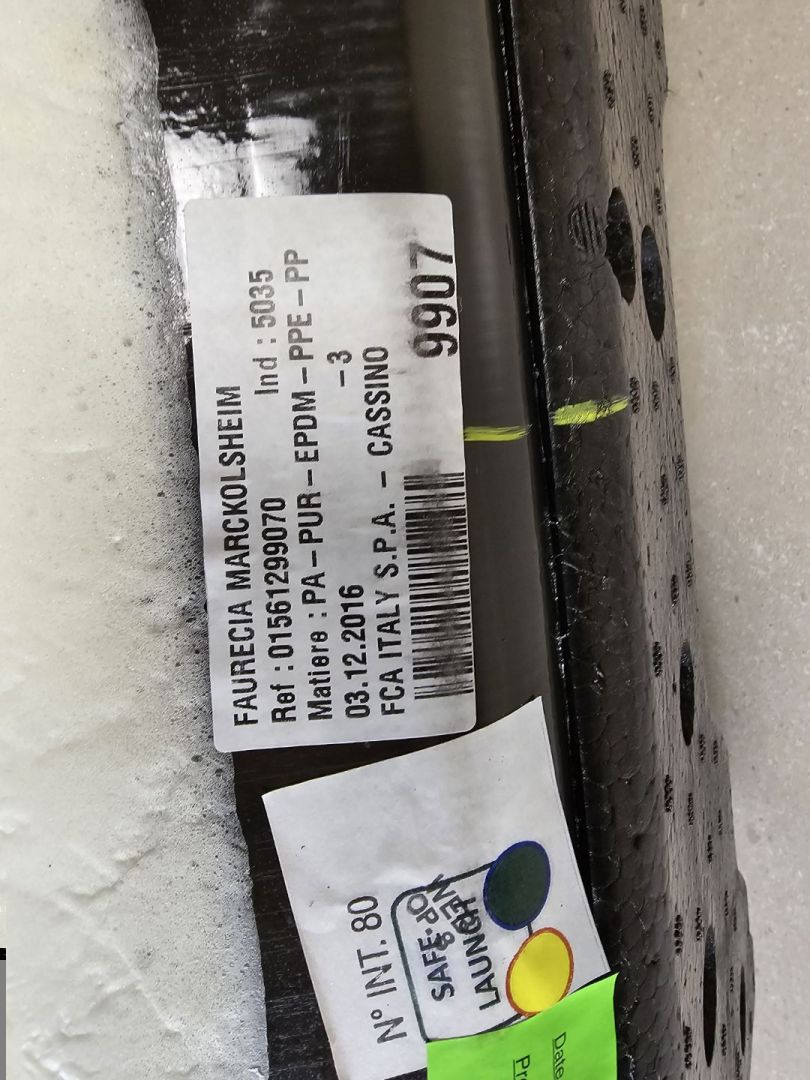 FAURECIA MARCKOLSHEIM
Ref : 01561299070 Ind : 5035
Matiere : PA – PUR – EPDM – PPE – PP
03.12.2016 – 3
FCA ITALY S.P.A. – CASSINO
9907
N° INT. 80
SAFE
LAUNCH
Date